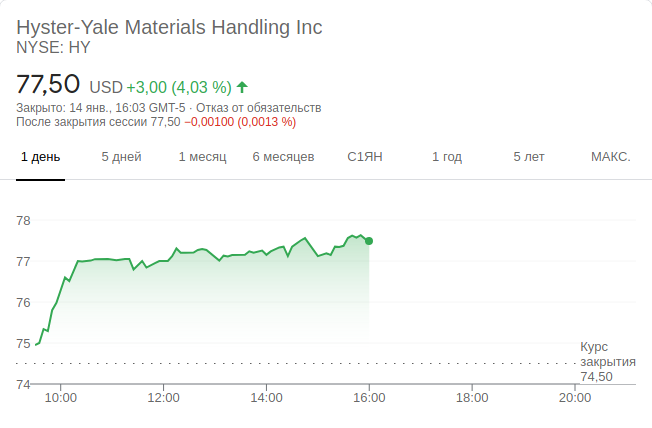 Hyster-Yale Materials Handling Inc
NYSE: HY
77,50 USD +3,00 (4,03 %)
Закрыто: 14 янв., 16:03 GMT-5 · Отказ от обязательств
После закрытия сессии 77,50 −0,00100 (0,0013 %)
1 день 5 дней 1 месяц 6 месяцев С1ЯН 1 год 5 лет МАКС.
78
77
76
75
Курс
закрытия
74,50
74
10:00 12:00 14:00 16:00 18:00 20:00